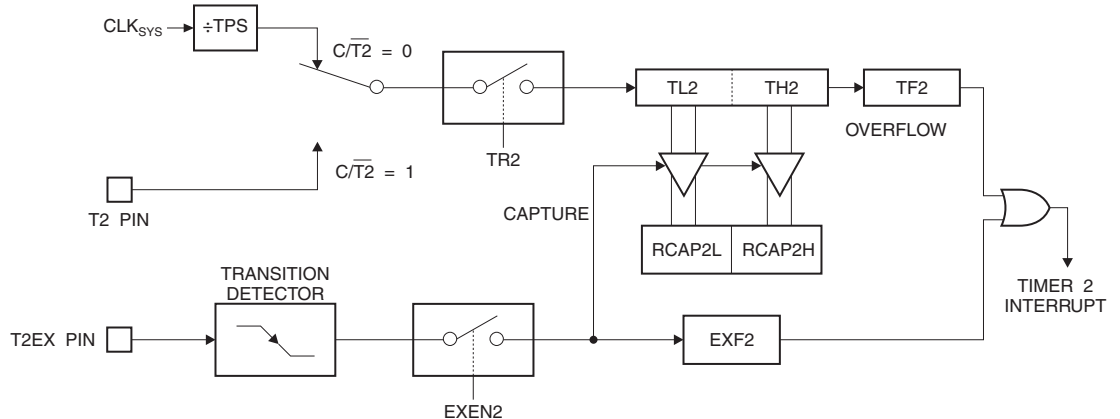 CLKSYS
÷TPS
C/T2 = 0
TL2
TH2
TF2
OVERFLOW
TR2
C/T2 = 1
T2 PIN
CAPTURE
RCAP2L
RCAP2H
TIMER 2
INTERRUPT
TRANSITION
DETECTOR
T2EX PIN
EXF2
EXEN2